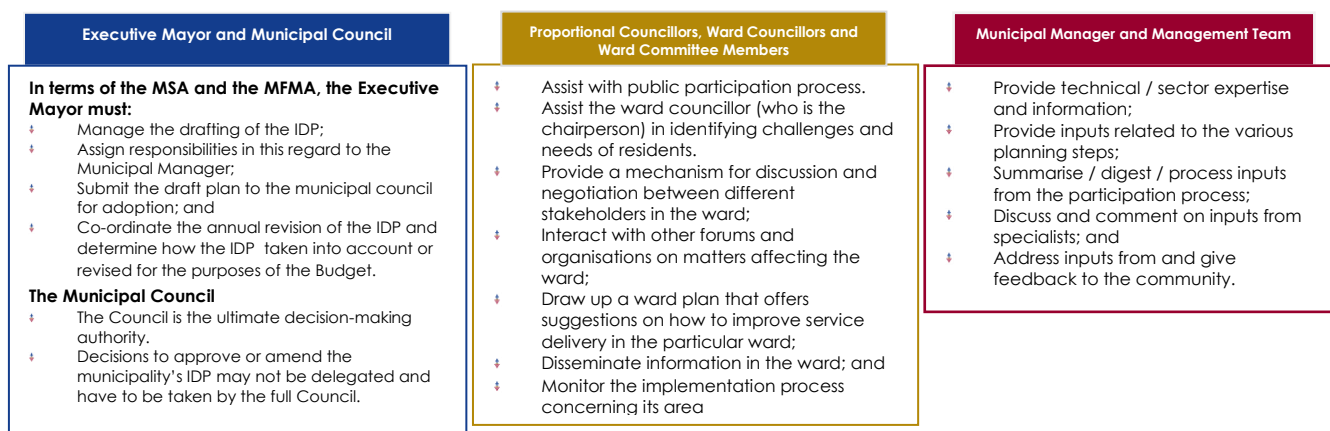 Executive Mayor and Municipal Council
In terms of the MSA and the MFMA, the Executive
Mayor must:
Manage the drafting of the IDP;
Assign responsibilities in this regard to the
Municipal Manager;
Submit the draft plan to the municipal council
for adoption; and
Co-ordinate the annual revision of the IDP and
determine how the IDP taken into account or
revised for the purposes of the Budget.
The Municipal Council
The Council is the ultimate decision-making
authority.
Decisions to approve or amend the
municipality's IDP may not be delegated and
have to be taken by the full Council.
Proportional Councillors, Ward Councillors and
Ward Committee Members
Assist with public participation process.
Assist the ward councillor (who is the
chairperson) in identifying challenges and
needs of residents.
Provide a mechanism for discussion and
negotiation between different
stakeholders in the ward;
Interact with other forums and
organisations on matters affecting the
ward;
Draw up a ward plan that offers
suggestions on how to improve service
delivery in the particular ward;
Disseminate information in the ward; and
Monitor the implementation process
concerning its area
Municipal Manager and Management Team
Provide technical / sector expertise
and information;
Provide inputs related to the various
planning steps;
Summarise / digest / process inputs
from the participation process;
Discuss and comment on inputs from
specialists; and
Address inputs from and give
feedback to the community.